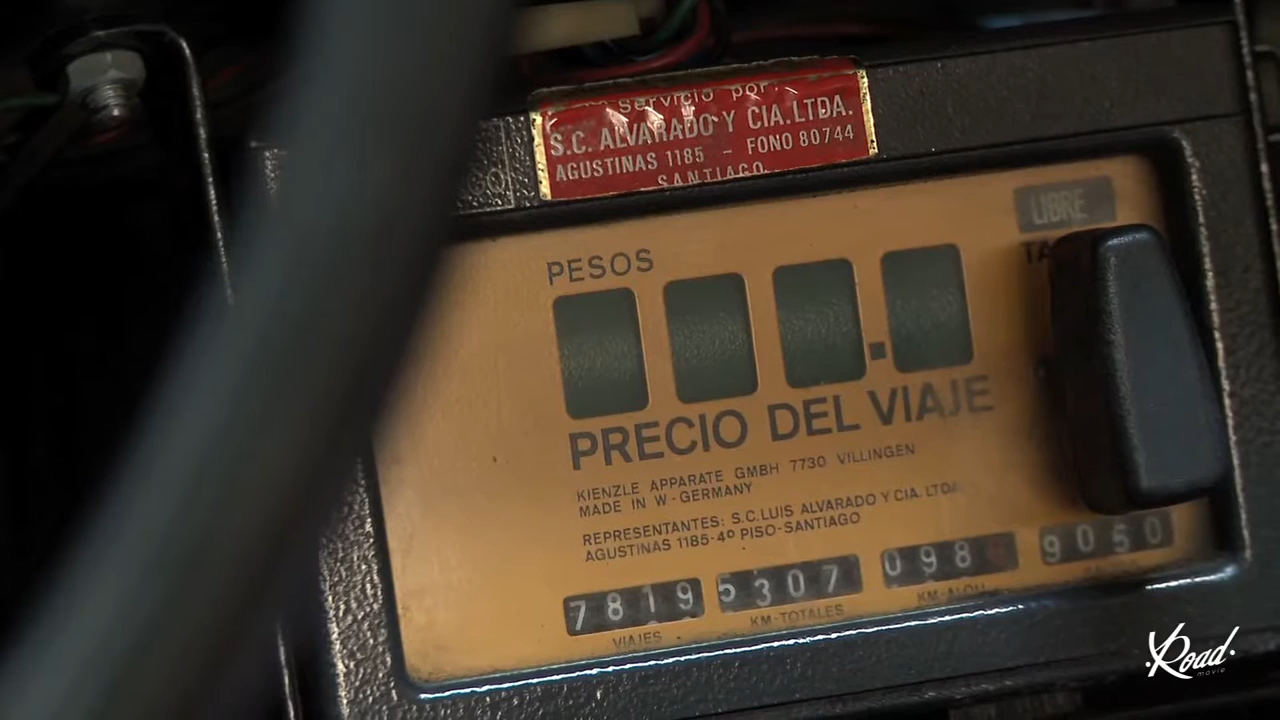 Servicio por:
S.C. ALVARADO Y CIA. LTDA.
AGUSTINAS 1185 - FONO 80744
SANTIAGO
LIBRE
PESOS
.
PRECIO DEL VIAJE
KIENZLE APPARATE GMBH 7730 VILLINGEN
MADE IN W-GERMANY
REPRESENTANTES: S.C. LUIS ALVARADO Y CIA. LTDA.
AGUSTINAS 1185-4º PISO-SANTIAGO
7819 5307 098 9050
VIAJES KM-TOTALES
Road
movie